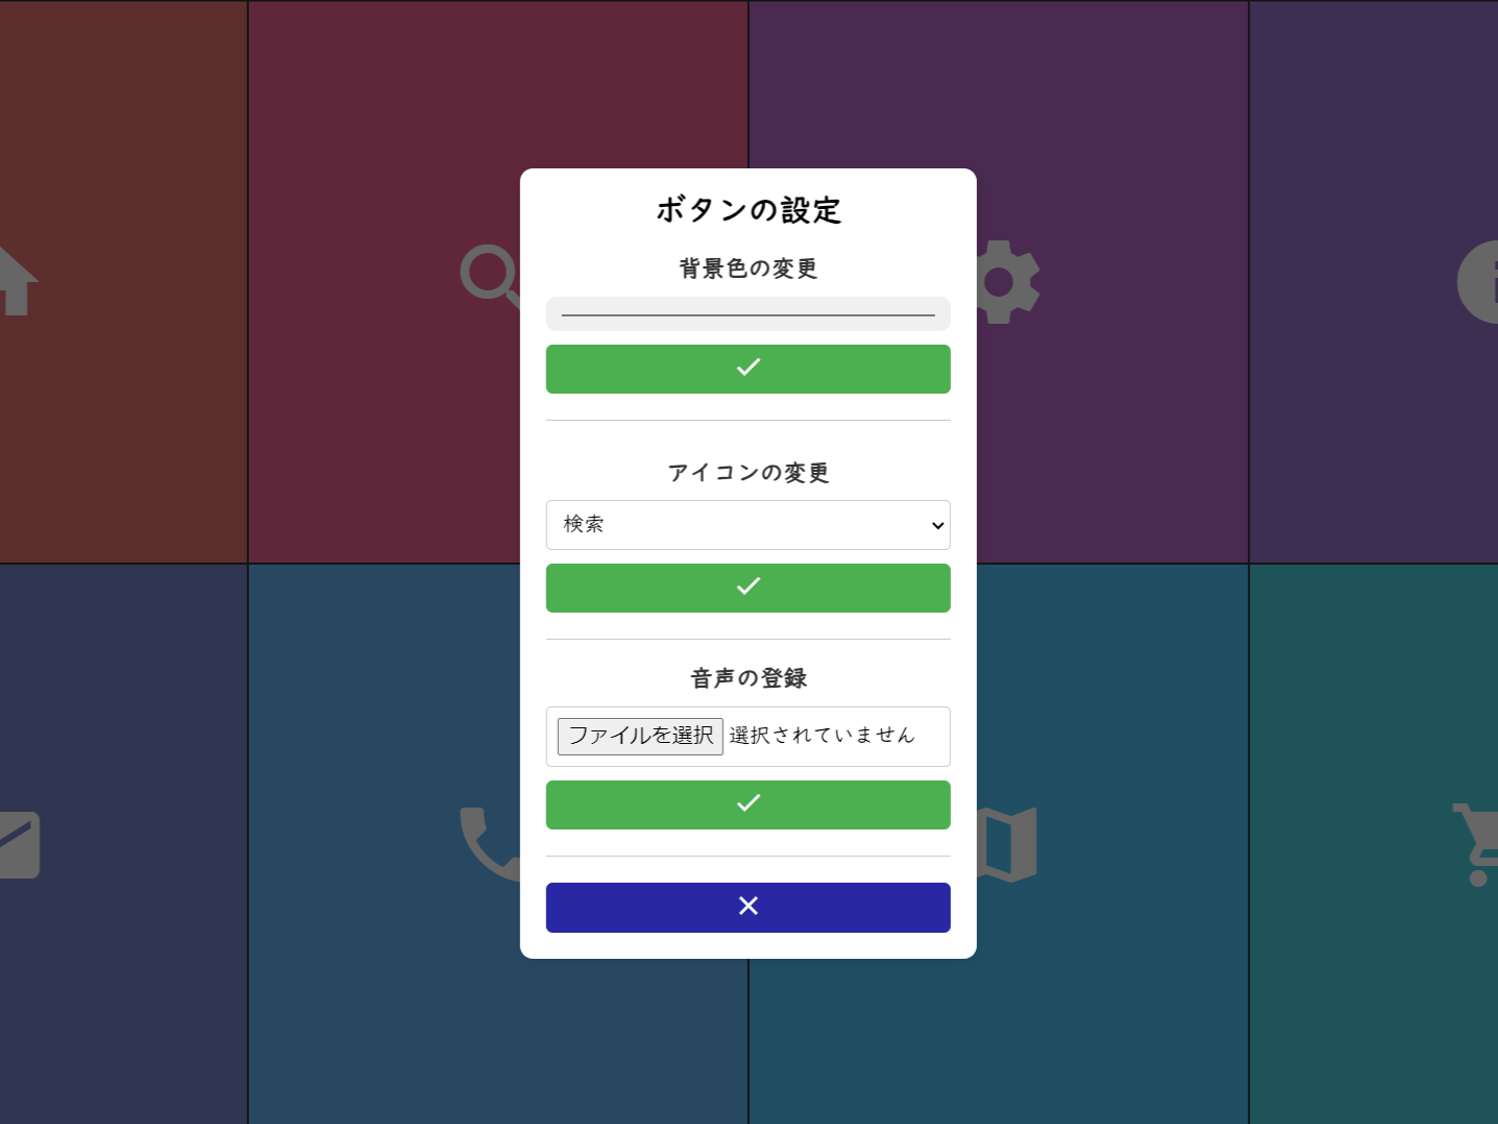 ボタンの設定
背景色の変更
アイコンの変更
検索
音声の登録
ファイルを選択 選択されていません